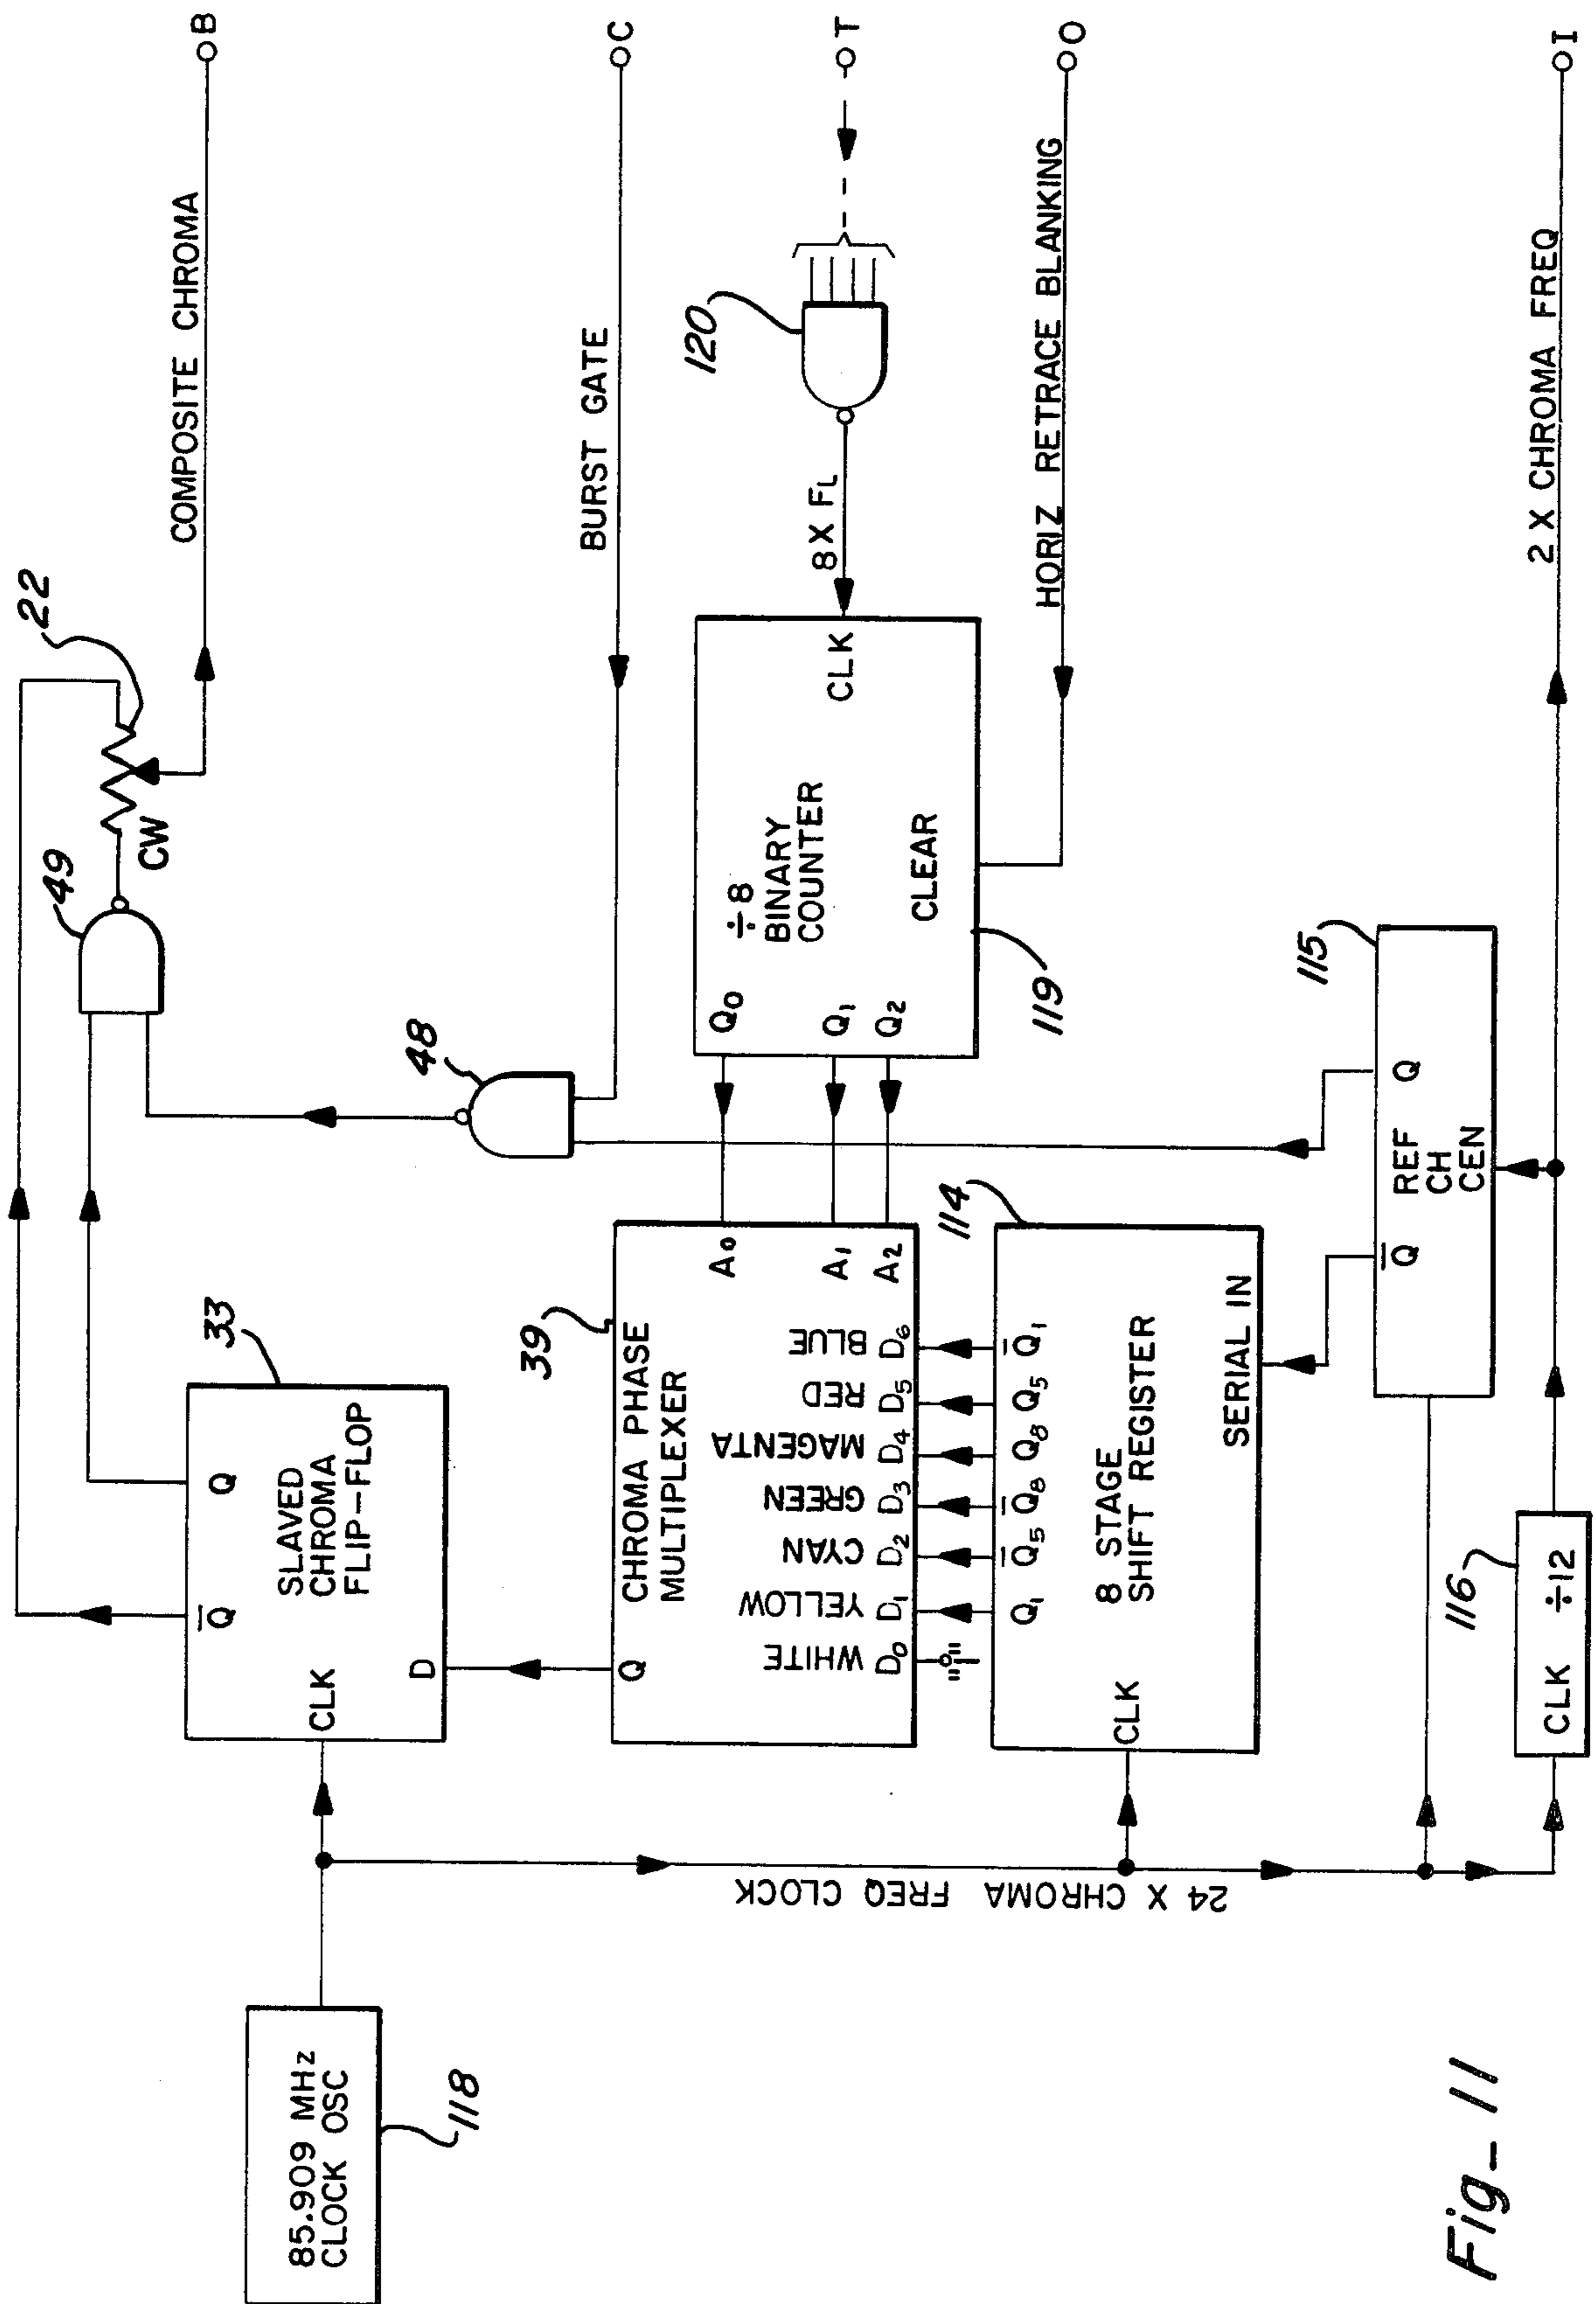 85.909 MHz
CLOCK OSC
118
24 X CHROMA FREQ CLOCK
SLAVED
CHROMA
FLIP-FLOP
CLK
D
Q̅
Q
33
CHROMA PHASE
MULTIPLEXER
39
Q
WHITE
YELLOW
CYAN
GREEN
MAGENTA
RED
BLUE
D0 D1 D2 D3 D4 D5 D6
A0
A1
A2
"1"
Q1 Q̅5 Q̅8 Q8 Q5 Q̅1
8 STAGE
SHIFT REGISTER
CLK
SERIAL IN
114
CLK ÷12
116
Q̅
REF
CH
CEN
Q
115
÷8
BINARY
COUNTER
Q0
Q1
Q2
CLK
CLEAR
119
48
49
CW
22
120
8 X FL
COMPOSITE CHROMA
B
BURST GATE
C
T
HORIZ RETRACE BLANKING
O
2 X CHROMA FREQ
I
Fig-11